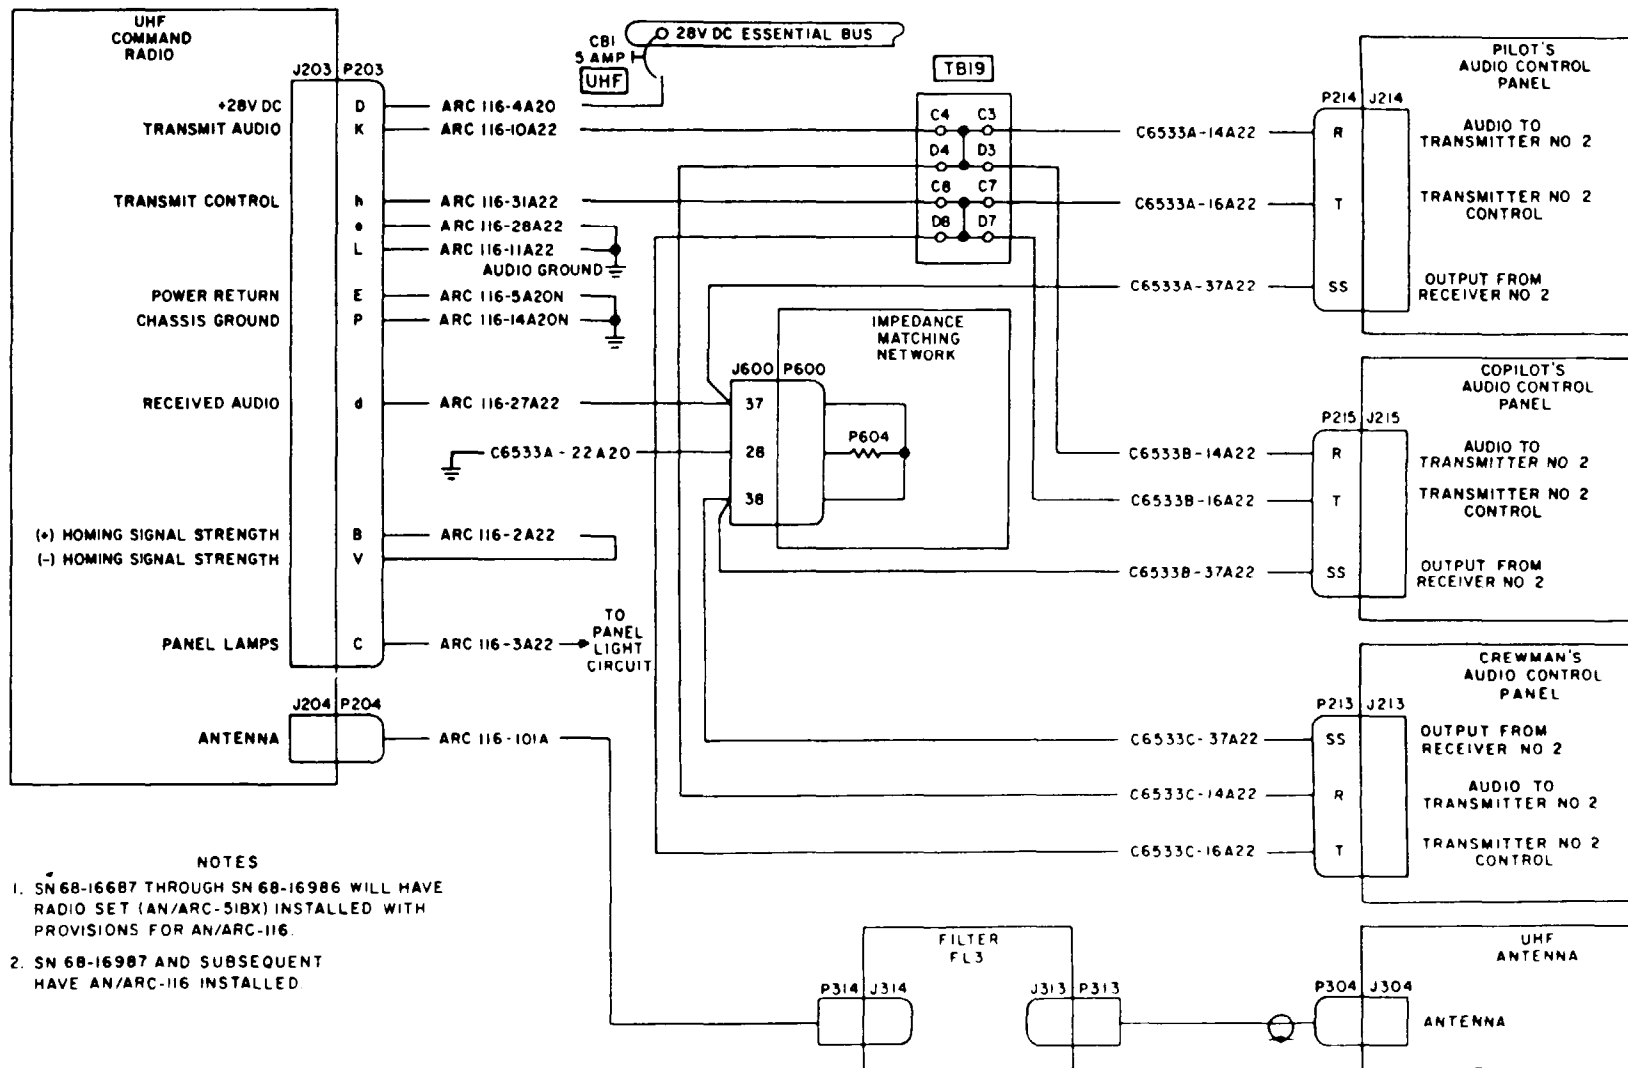 UHF
COMMAND
RADIO
J203 P203
+28V DC D ARC 116-4A20
TRANSMIT AUDIO K ARC 116-10A22
TRANSMIT CONTROL h ARC 116-31A22
e ARC 116-28A22
L ARC 116-11A22
AUDIO GROUND
POWER RETURN E ARC 116-5A20N
CHASSIS GROUND P ARC 116-14A20N
RECEIVED AUDIO d ARC 116-27A22
C6533A-22A20
(+) HOMING SIGNAL STRENGTH B ARC 116-2A22
(-) HOMING SIGNAL STRENGTH V
PANEL LAMPS C ARC 116-3A22
TO
PANEL
LIGHT
CIRCUIT
J204 P204
ANTENNA ARC 116-101A
CB1
5 AMP
UHF
28V DC ESSENTIAL BUS
TB19
C4 C3
D4 D3
C8 C7
D8 D7
IMPEDANCE
MATCHING
NETWORK
J600 P600
37
28
38
P604
PILOT'S
AUDIO CONTROL
PANEL
P214 J214
C6533A-14A22 R AUDIO TO
TRANSMITTER NO 2
C6533A-16A22 T TRANSMITTER NO 2
CONTROL
C6533A-37A22 SS OUTPUT FROM
RECEIVER NO 2
COPILOT'S
AUDIO CONTROL
PANEL
P215 J215
C6533B-14A22 R AUDIO TO
TRANSMITTER NO 2
C6533B-16A22 T TRANSMITTER NO 2
CONTROL
C6533B-37A22 SS OUTPUT FROM
RECEIVER NO 2
CREWMAN'S
AUDIO CONTROL
PANEL
P213 J213
C6533C-37A22 SS OUTPUT FROM
RECEIVER NO 2
C6533C-14A22 R AUDIO TO
TRANSMITTER NO 2
C6533C-16A22 T TRANSMITTER NO 2
CONTROL
NOTES
1. SN 68-16687 THROUGH SN 68-16986 WILL HAVE
RADIO SET (AN/ARC-51BX) INSTALLED WITH
PROVISIONS FOR AN/ARC-116.
2. SN 68-16987 AND SUBSEQUENT
HAVE AN/ARC-116 INSTALLED
FILTER
FL3
P314 J314
J313 P313
UHF
ANTENNA
P304 J304
ANTENNA